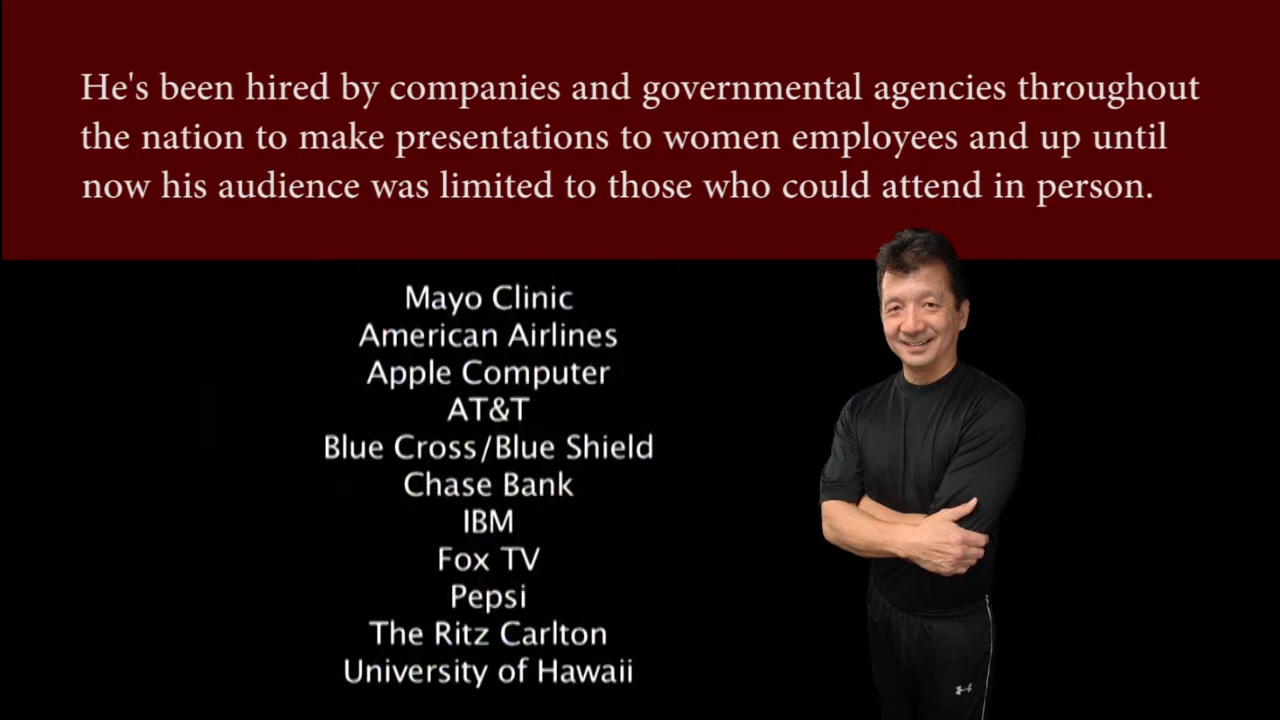 He's been hired by companies and governmental agencies throughout
the nation to make presentations to women employees and up until
now his audience was limited to those who could attend in person.
Mayo Clinic
American Airlines
Apple Computer
AT&T
Blue Cross/Blue Shield
Chase Bank
IBM
Fox TV
Pepsi
The Ritz Carlton
University of Hawaii